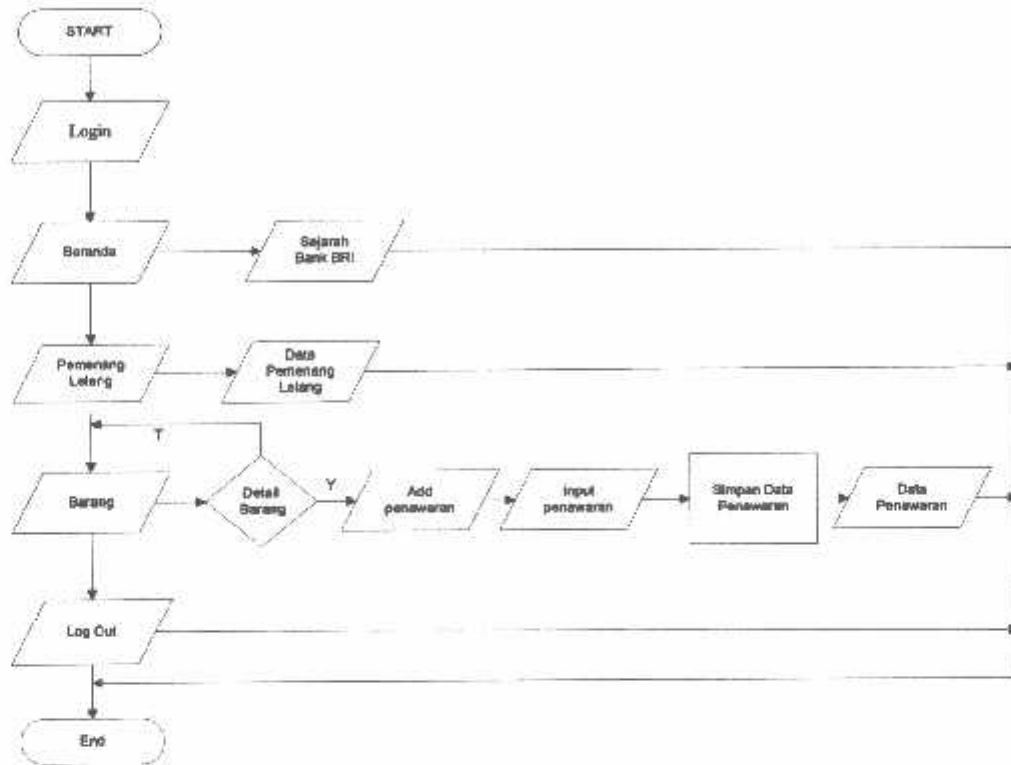 START
Login
Beranda
Sejarah
Bank BRI
Pemenang
Lelang
Data
Pemenang
Lelang
T
Barang
Detail
Barang
Y
Add
penawaran
Input
penawaran
Simpan Data
Penawaran
Data
Penawaran
Log Out
End